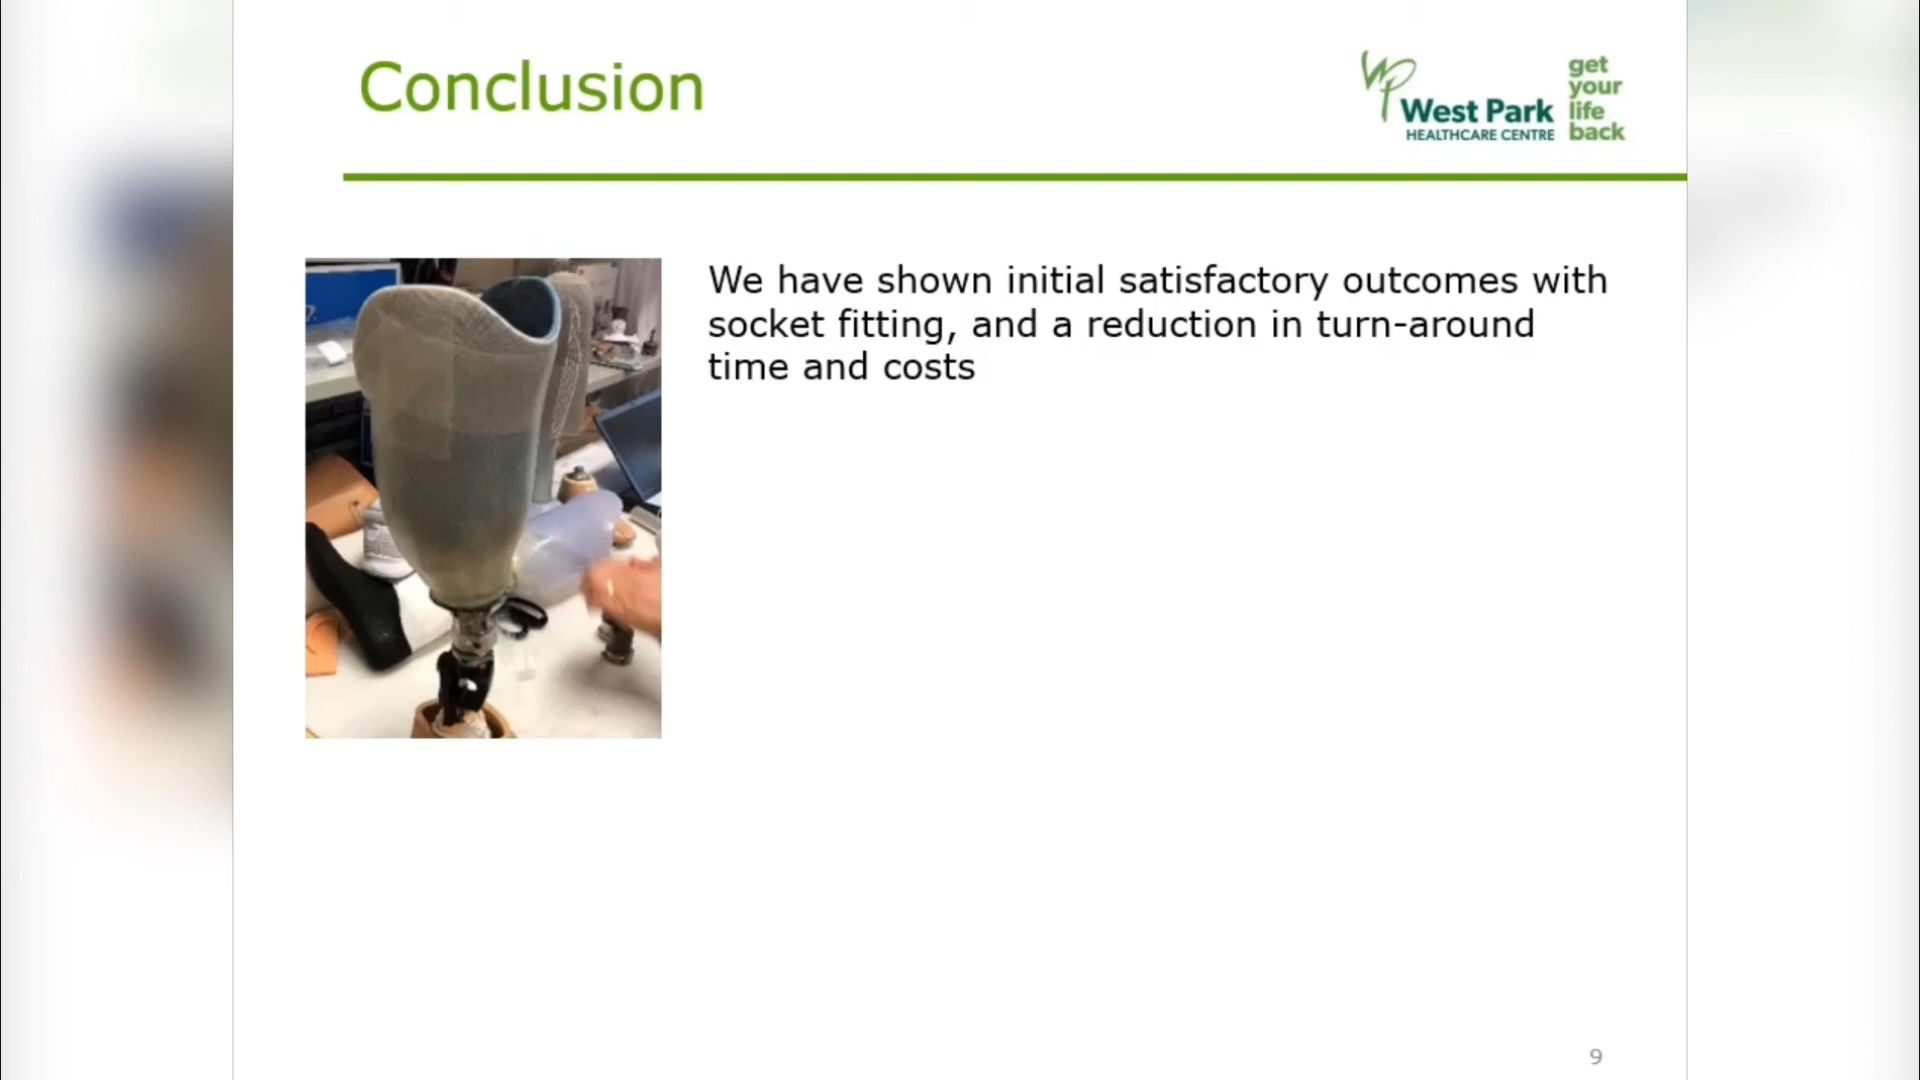 Conclusion
West Park
HEALTHCARE CENTRE
get
your
life
back
We have shown initial satisfactory outcomes with
socket fitting, and a reduction in turn-around
time and costs
9